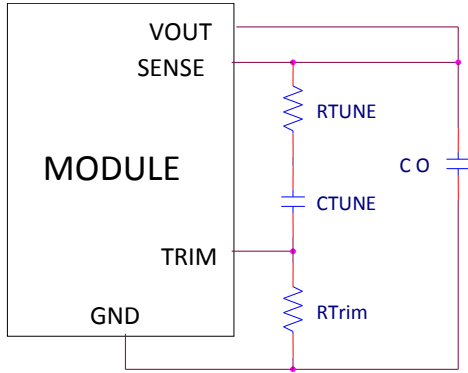 VOUT
SENSE
RTUNE
MODULE
C O
CTUNE
TRIM
GND
RTrim